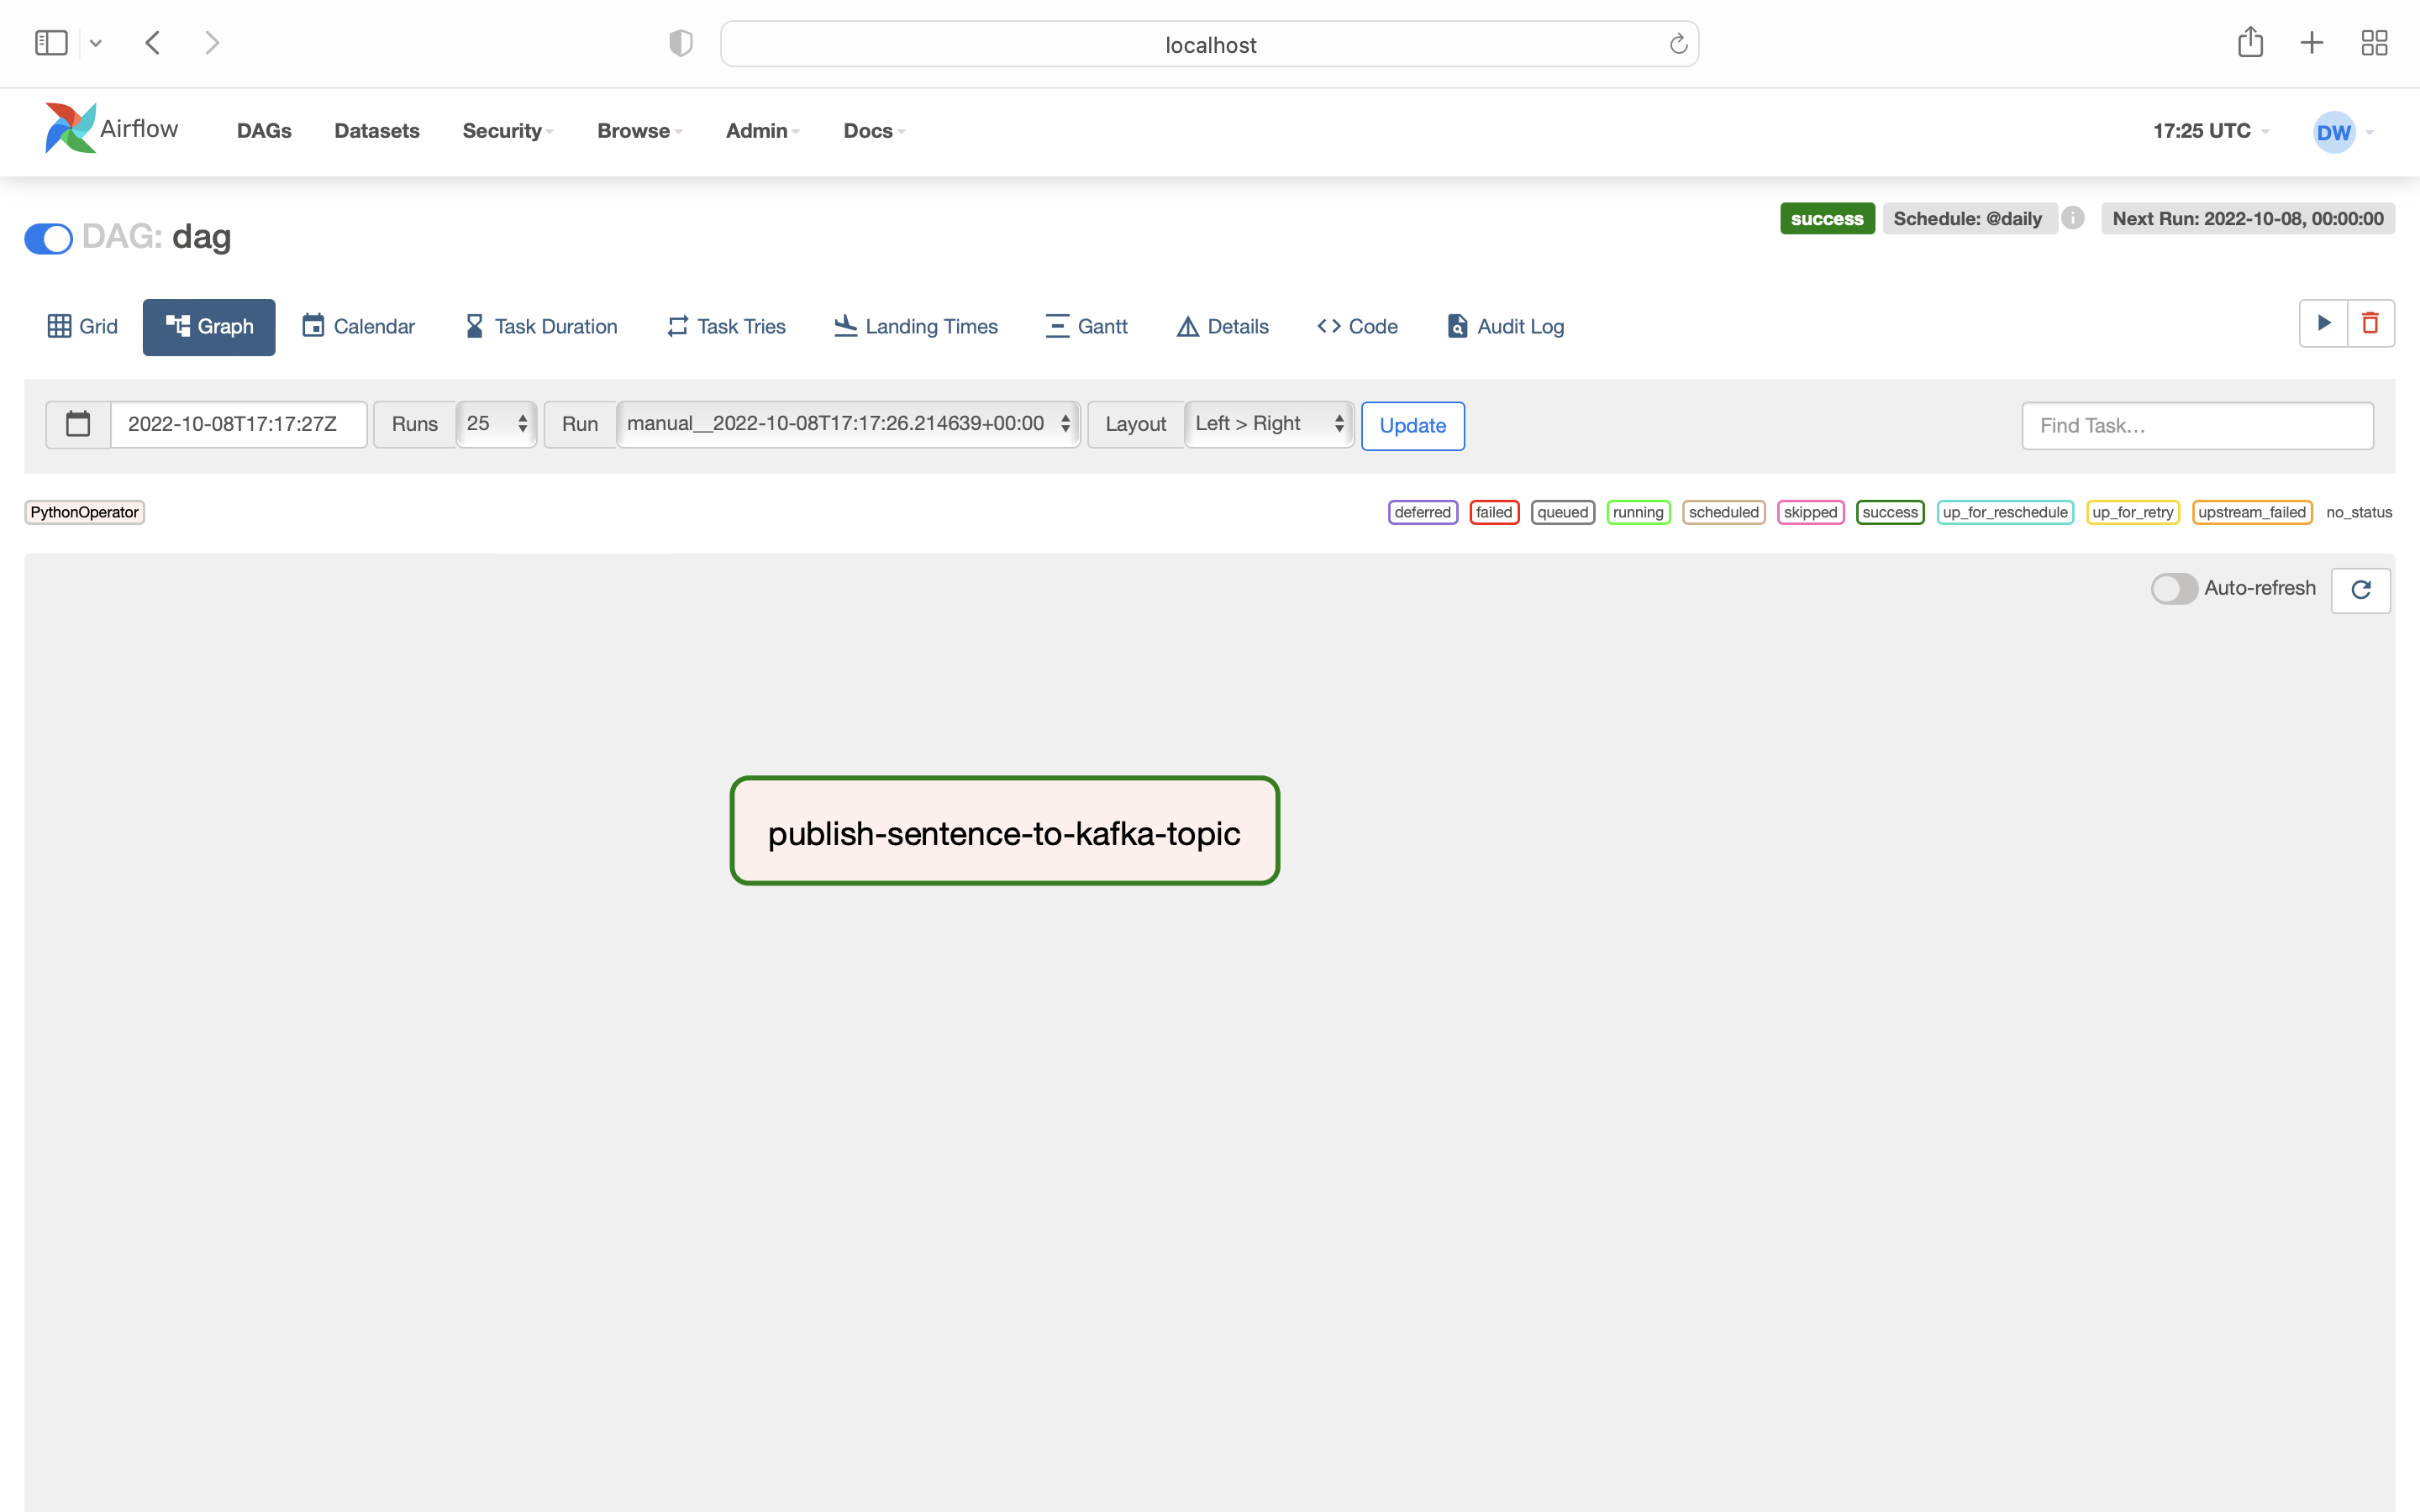 localhost
Airflow DAGs Datasets Security Browse Admin Docs 17:25 UTC DW
DAG: dag success Schedule: @daily Next Run: 2022-10-08, 00:00:00
Grid Graph Calendar Task Duration Task Tries Landing Times Gantt Details Code Audit Log
2022-10-08T17:17:27Z Runs 25 Run manual__2022-10-08T17:17:26.214639+00:00 Layout Left > Right Update Find Task...
PythonOperator deferred failed queued running scheduled skipped success up_for_reschedule up_for_retry upstream_failed no_status
Auto-refresh
publish-sentence-to-kafka-topic